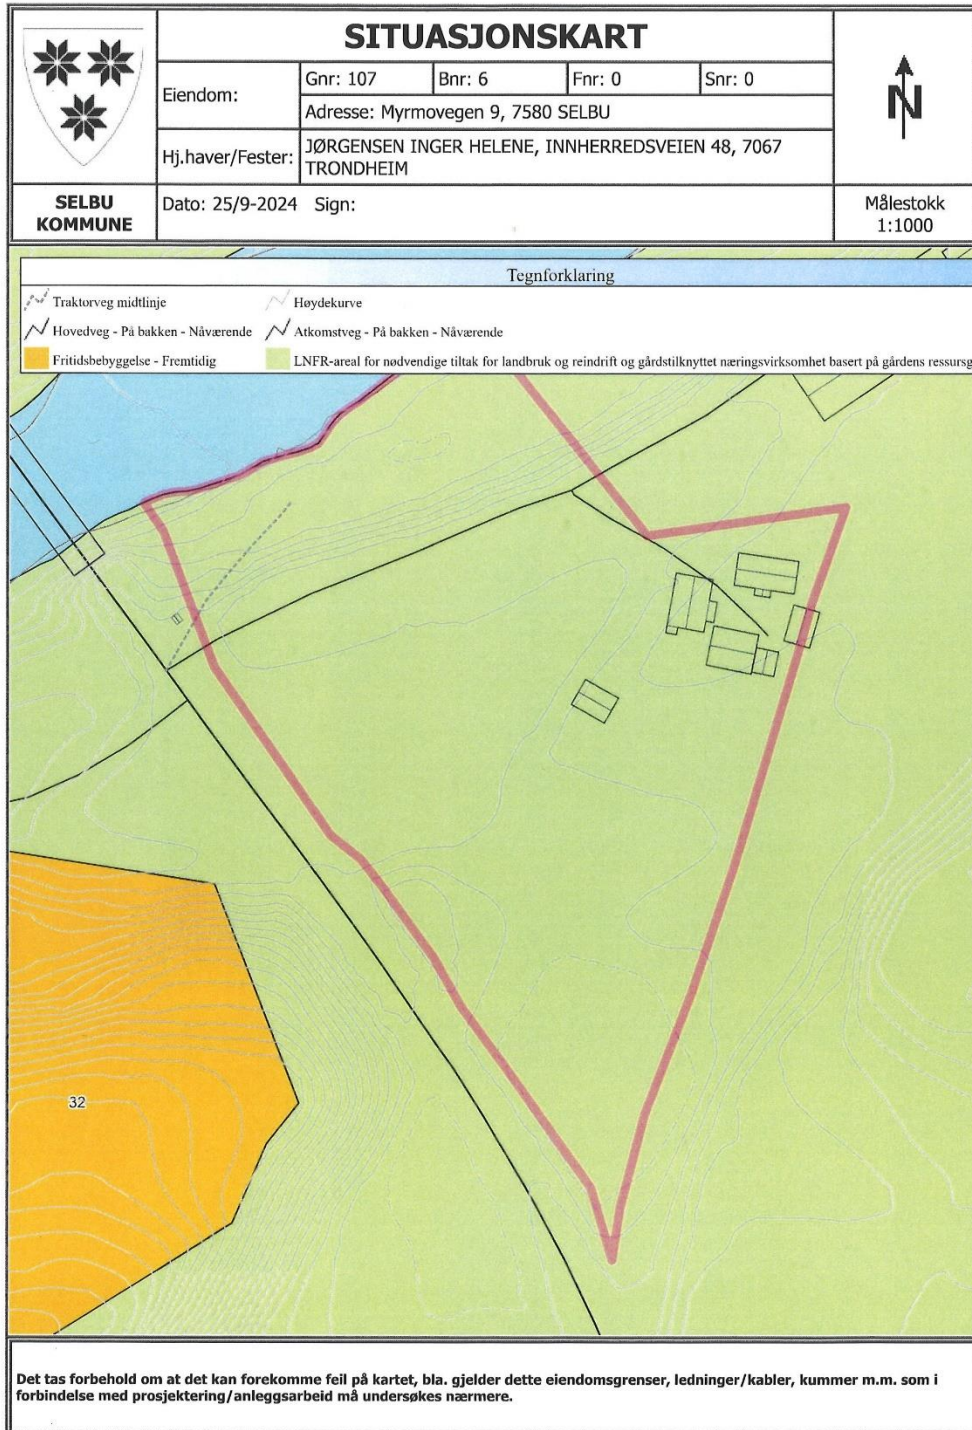 SITUASJONSKART
Eiendom:
Gnr: 107
Bnr: 6
Fnr: 0
Snr: 0
Adresse: Myrmovegen 9, 7580 SELBU
Hj.haver/Fester:
JØRGENSEN INGER HELENE, INNHERREDSVEIEN 48, 7067
TRONDHEIM
N
SELBU
KOMMUNE
Dato: 25/9-2024 Sign:
Målestokk
1:1000
Tegnforklaring
Traktorveg midtlinje
Høydekurve
Hovedveg - På bakken - Nåværende
Atkomstveg - På bakken - Nåværende
Fritidsbebyggelse - Fremtidig
LNFR-areal for nødvendige tiltak for landbruk og reindrift og gårdstilknyttet næringsvirksomhet basert på gårdens ressursg
32
Det tas forbehold om at det kan forekomme feil på kartet, bla. gjelder dette eiendomsgrenser, ledninger/kabler, kummer m.m. som i
forbindelse med prosjektering/anleggsarbeid må undersøkes nærmere.